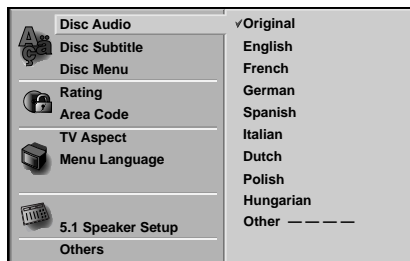 Disc Audio
Disc Subtitle
Disc Menu
Rating
Area Code
TV Aspect
Menu Language
5.1 Speaker Setup
Others
✓Original
English
French
German
Spanish
Italian
Dutch
Polish
Hungarian
Other — — — —